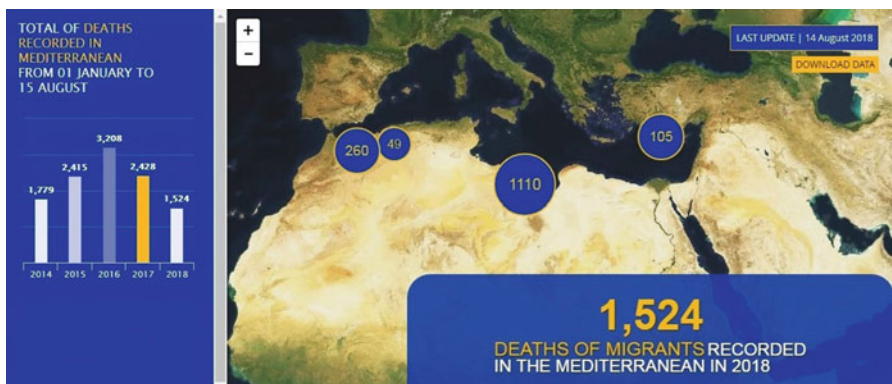 TOTAL OF DEATHS
RECORDED IN
MEDITERRANEAN
FROM 01 JANUARY TO
15 AUGUST
3,208
2,415
2,428
1,779
1,524
2014
2015
2016
2017
2018
+
−
LAST UPDATE | 14 August 2018
DOWNLOAD DATA
260
49
105
1110
1,524
DEATHS OF MIGRANTS RECORDED
IN THE MEDITERRANEAN IN 2018